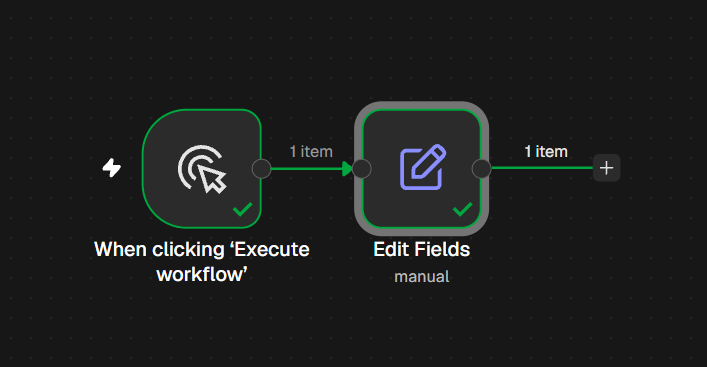 1 item
1 item
When clicking ‘Execute
workflow’
Edit Fields
manual